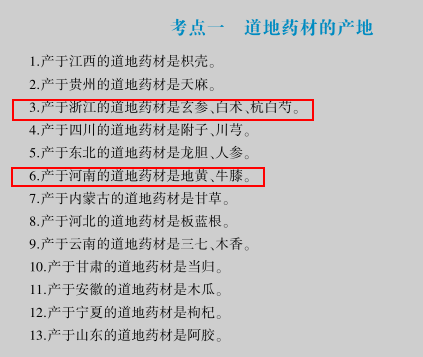 考点一 道地药材的产地
1.产于江西的道地药材是枳壳。
2.产于贵州的道地药材是天麻。
3.产于浙江的道地药材是玄参、白术、杭白芍。
4.产于四川的道地药材是附子、川芎。
5.产于东北的道地药材是龙胆、人参。
6.产于河南的道地药材是地黄、牛膝。
7.产于内蒙古的道地药材是甘草。
8.产于河北的道地药材是板蓝根。
9.产于云南的道地药材是三七、木香。
10.产于甘肃的道地药材是当归。
11.产于安徽的道地药材是木瓜。
12.产于宁夏的道地药材是枸杞。
13.产于山东的道地药材是阿胶。